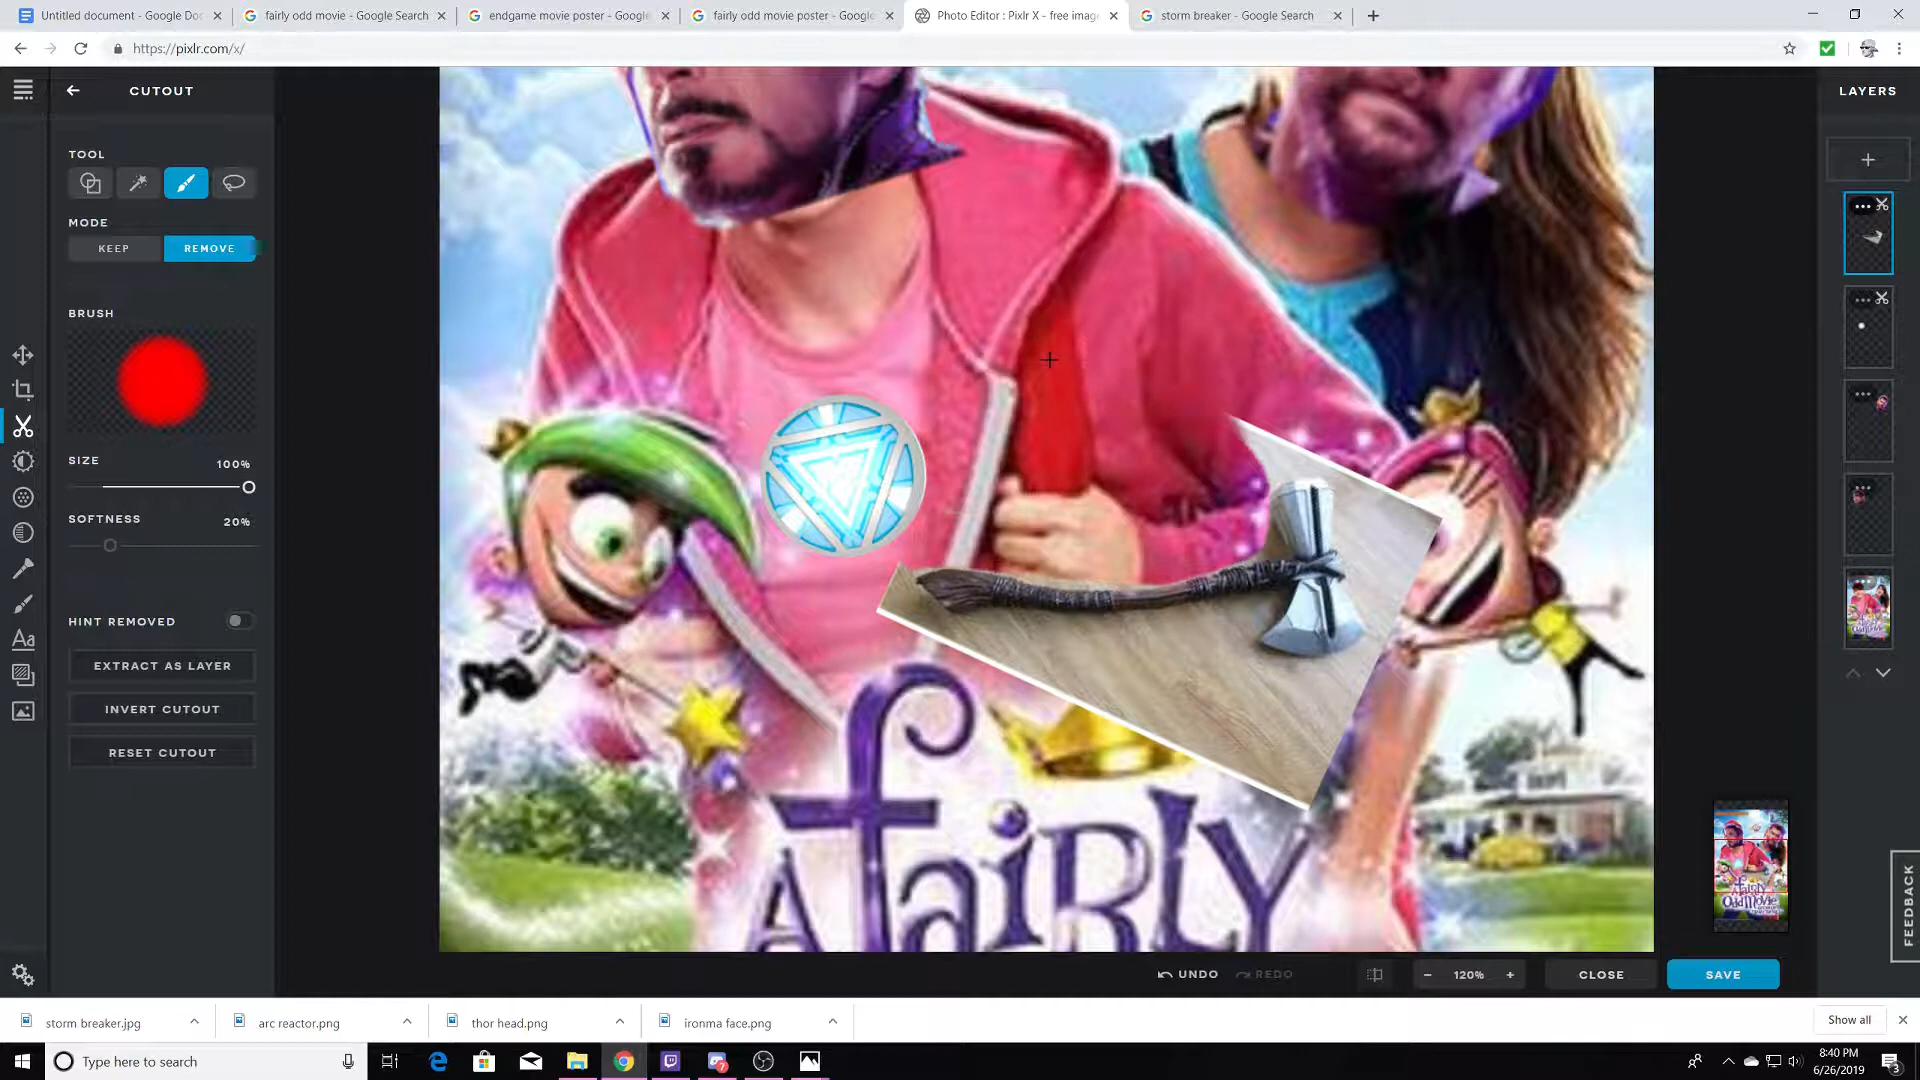 Untitled document - Google Doc
fairly odd movie - Google Search
endgame movie poster - Google
fairly odd movie poster - Google
Photo Editor : Pixlr X - free imag
storm breaker - Google Search
https://pixlr.com/x/
CUTOUT
LAYERS
TOOL
MODE
KEEP
REMOVE
BRUSH
SIZE
100%
SOFTNESS
20%
HINT REMOVED
EXTRACT AS LAYER
INVERT CUTOUT
RESET CUTOUT
Aa
A fairly
FEEDBACK
UNDO
REDO
120%
CLOSE
SAVE
storm breaker.jpg
arc reactor.png
thor head.png
ironma face.png
Show all
Type here to search
8:40 PM
6/26/2019